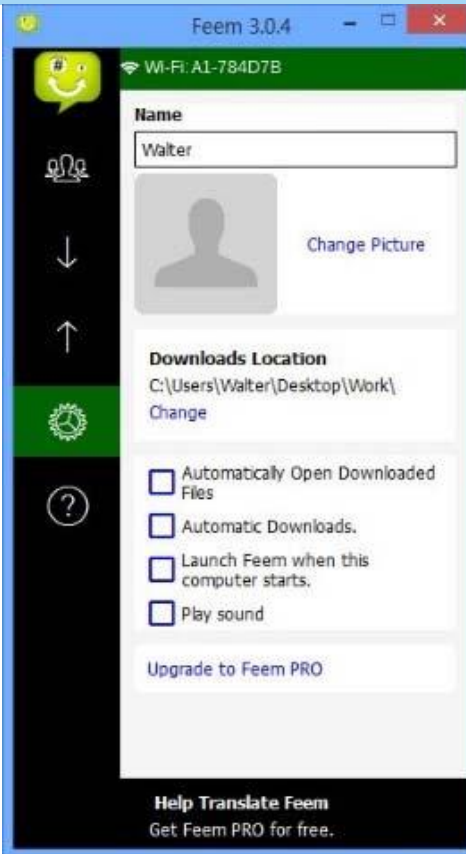 Feem 3.0.4
Wi-Fi: A1-784D7B
Name
Walter
Change Picture
Downloads Location
C:\Users\Walter\Desktop\Work\
Change
Automatically Open Downloaded
Files
Automatic Downloads.
Launch Feem when this
computer starts.
Play sound
Upgrade to Feem PRO
Help Translate Feem
Get Feem PRO for free.